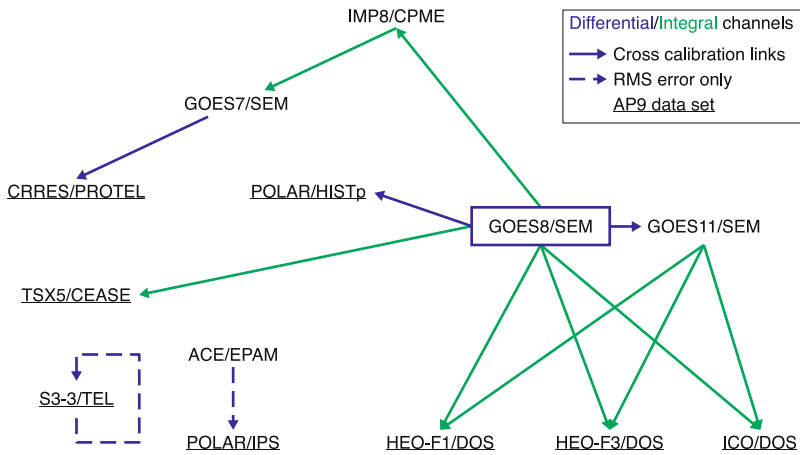 IMP8/CPME
Differential/Integral channels
Cross calibration links
RMS error only
AP9 data set
GOES7/SEM
CRRES/PROTEL
POLAR/HISTp
GOES8/SEM
GOES11/SEM
TSX5/CEASE
ACE/EPAM
S3-3/TEL
POLAR/IPS
HEO-F1/DOS
HEO-F3/DOS
ICO/DOS